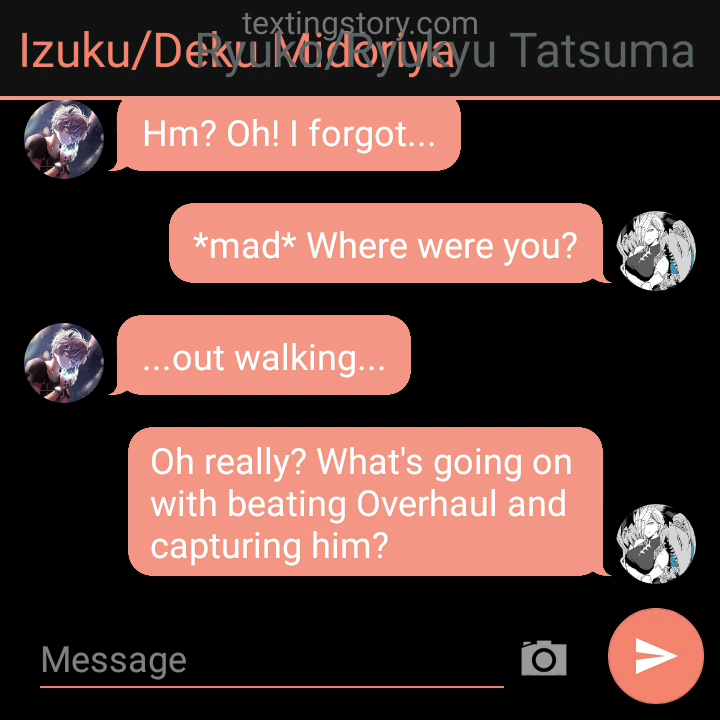 textingstory.com
Izuku/Deku Midoriya
Ryuko/Ryukyu Tatsuma
Hm? Oh! I forgot...
*mad* Where were you?
...out walking...
Oh really? What's going on
with beating Overhaul and
capturing him?
Message